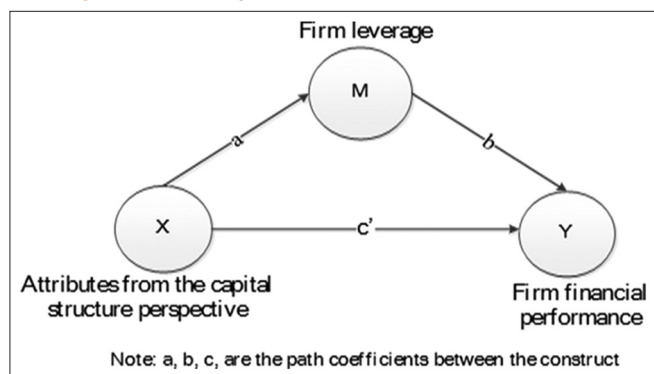 Firm leverage
M
a
b
X
c'
Y
Attributes from the capital
structure perspective
Firm financial
performance
Note: a, b, c, are the path coefficients between the construct